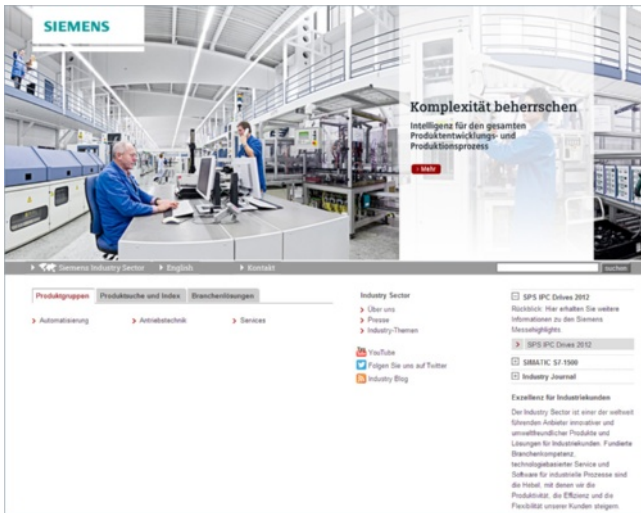 SIEMENS
Komplexität beherrschen
Intelligenz für den gesamten
Produktentwicklungs- und
Produktionsprozess
Mehr
Siemens Industry Sector English Kontakt suchen
Produktgruppen Produktsuche und Index Branchenlösungen
Automatisierung Antriebstechnik Services
Industry Sector
Über uns
Presse
Industry-Themen
YouTube
Folgen Sie uns auf Twitter
Industry Blog
SPS IPC Drives 2012
Rückblick: Hier erhalten Sie weitere
Informationen zu den Siemens
Messehighlights
SPS IPC Drives 2012
SIMATIC S7-1500
Industry Journal
Exzellenz für Industriekunden
Der Industry Sector ist einer der weltweit
führenden Anbieter innovativer und
umweltfreundlicher Produkte und
Lösungen für Industriekunden. Fundierte
Branchenkompetenz,
technologiebasierter Service und
Software für industrielle Prozesse sind
die Hebel, mit denen wir die
Produktivität, die Effizienz und die
Flexibilität unserer Kunden steigern.